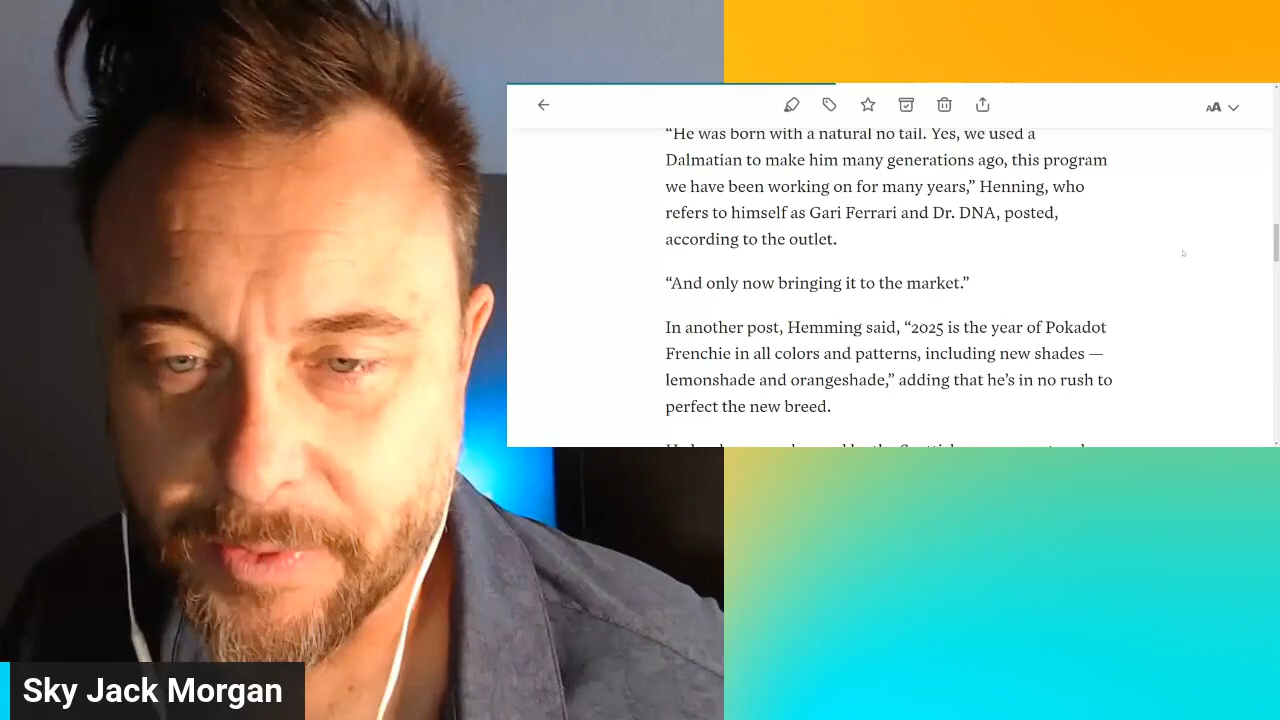 “He was born with a natural no tail. Yes, we used a
Dalmatian to make him many generations ago, this program
we have been working on for many years,” Henning, who
refers to himself as Gari Ferrari and Dr. DNA, posted,
according to the outlet.
“And only now bringing it to the market.”
In another post, Hemming said, “2025 is the year of Pokadot
Frenchie in all colors and patterns, including new shades —
lemonshade and orangeshade,” adding that he’s in no rush to
perfect the new breed.
AA
Sky Jack Morgan